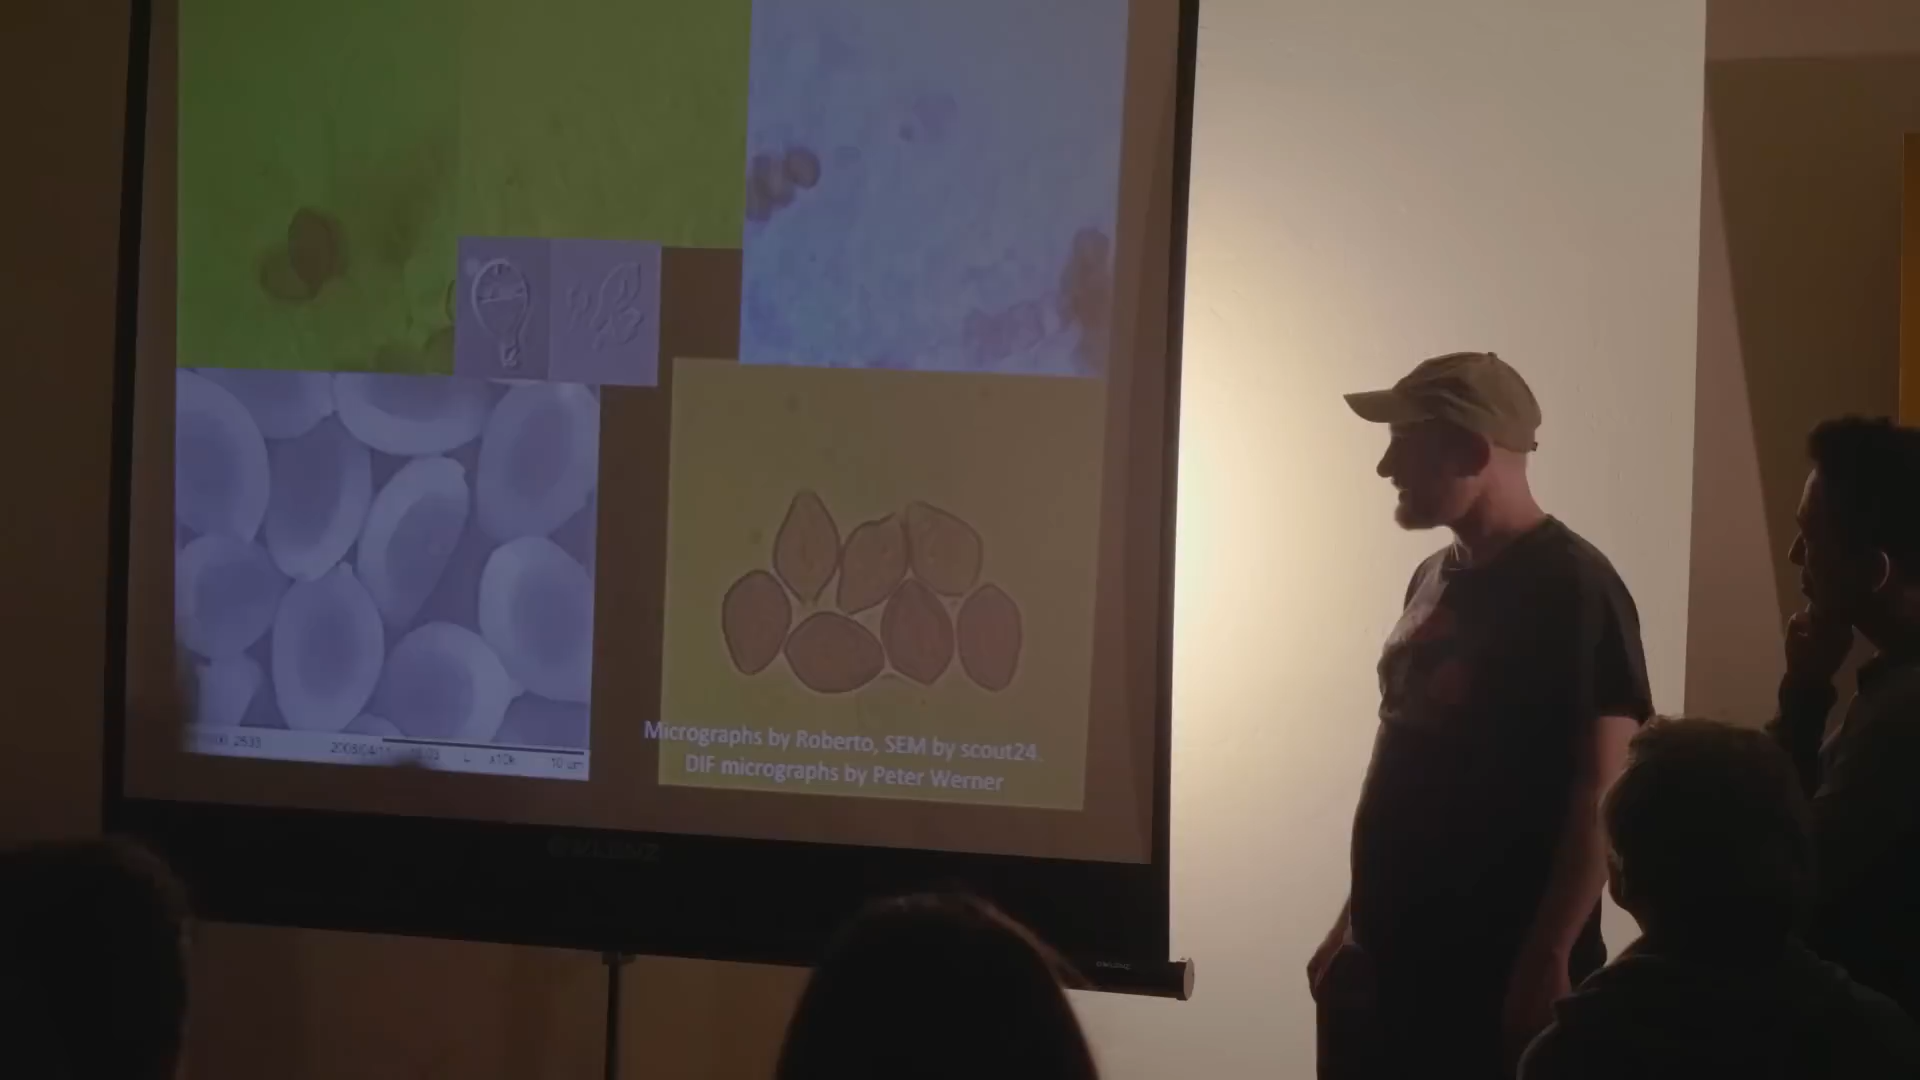 x10k
10 um
Micrographs by Roberto, SEM by scout24.
DIF micrographs by Peter Werner